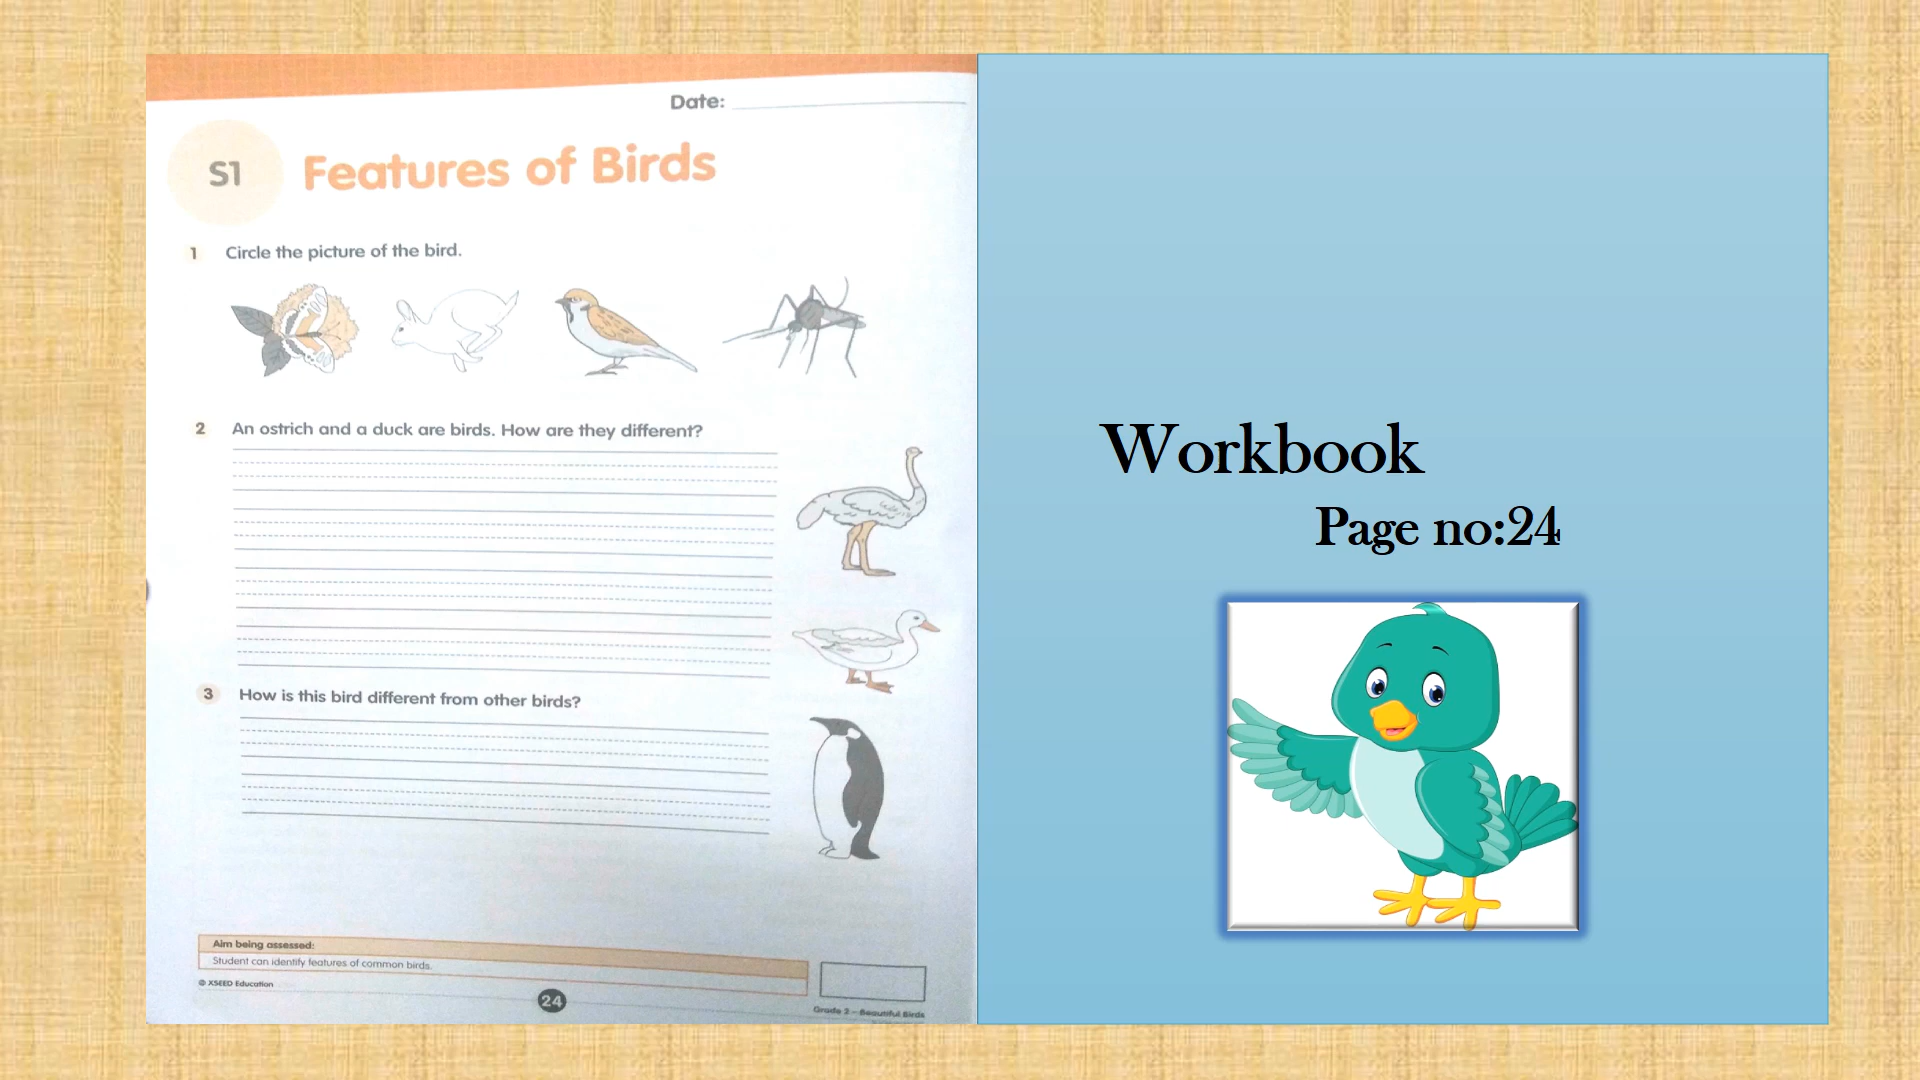 Date:
S1
Features of Birds
1 Circle the picture of the bird.
2 An ostrich and a duck are birds. How are they different?
3 How is this bird different from other birds?
Aim being assessed:
Student can identify features of common birds.
© XSEED Education
24
Grade 2 - Beautiful Birds
Workbook
Page no:24